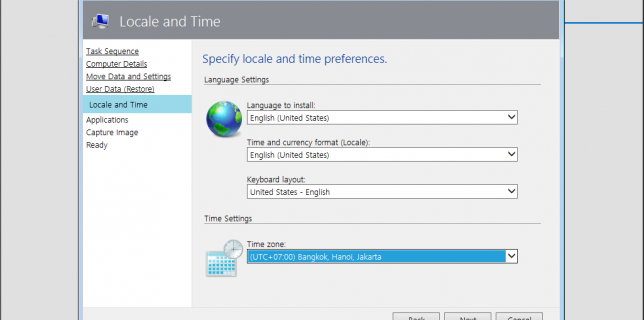 Locale and Time
Task Sequence
Computer Details
Move Data and Settings
User Data (Restore)
Locale and Time
Applications
Capture Image
Ready
Specify locale and time preferences.
Language Settings
Language to install:
English (United States)
Time and currency format (Locale):
English (United States)
Keyboard layout:
United States - English
Time Settings
Time zone:
(UTC+07:00) Bangkok, Hanoi, Jakarta
Back Next Cancel